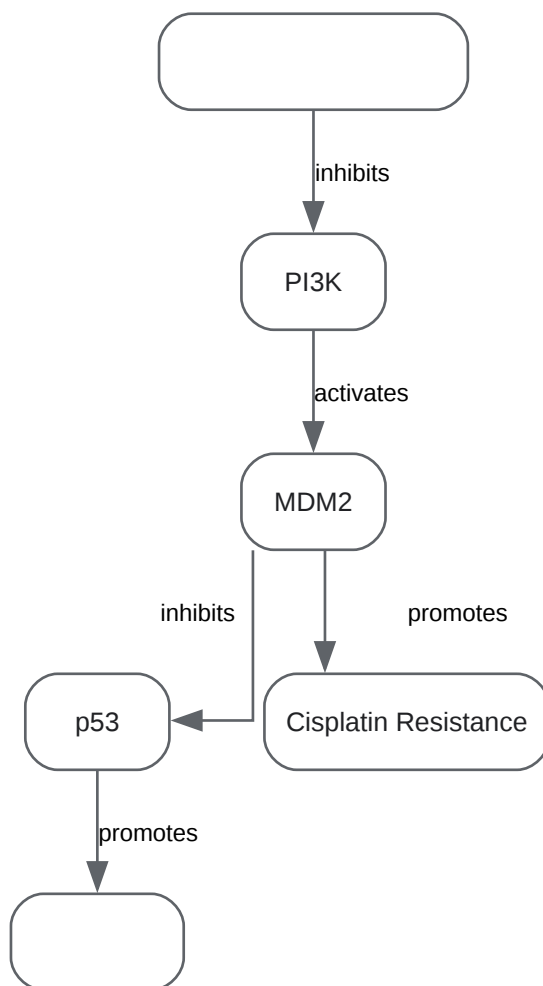 inhibits
PI3K
activates
MDM2
inhibits
promotes
p53
Cisplatin Resistance
promotes